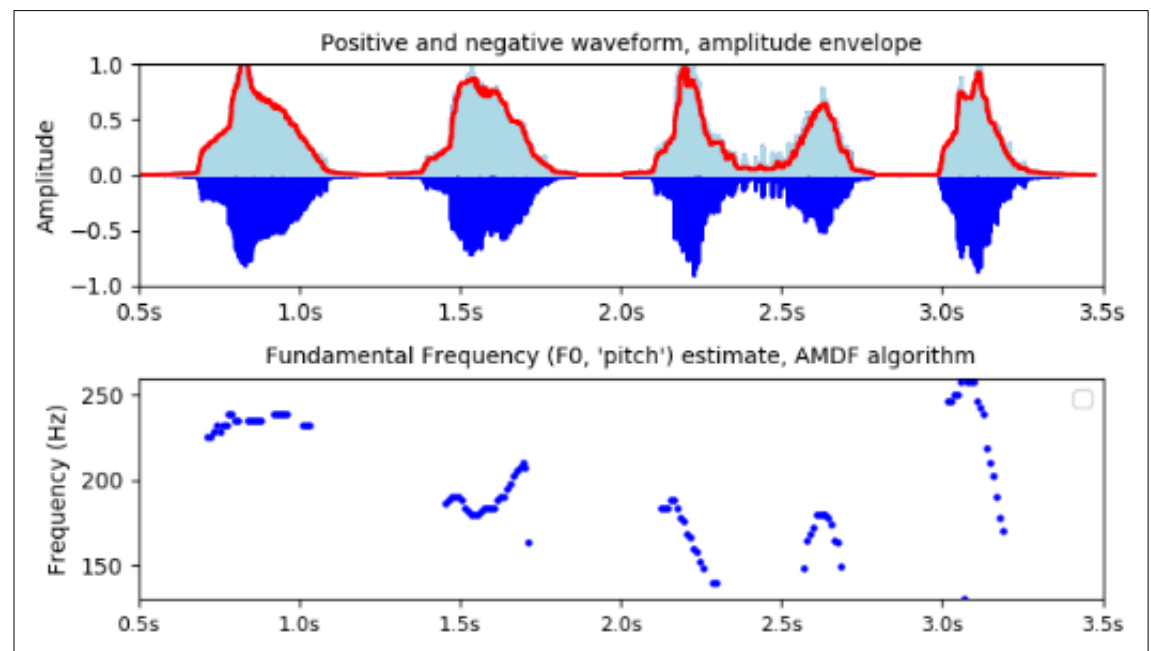 Positive and negative waveform, amplitude envelope
1.0
0.5
0.0
−0.5
−1.0
Amplitude
0.5s 1.0s 1.5s 2.0s 2.5s 3.0s 3.5s
Fundamental Frequency (F0, 'pitch') estimate, AMDF algorithm
250
200
150
Frequency (Hz)
0.5s 1.0s 1.5s 2.0s 2.5s 3.0s 3.5s